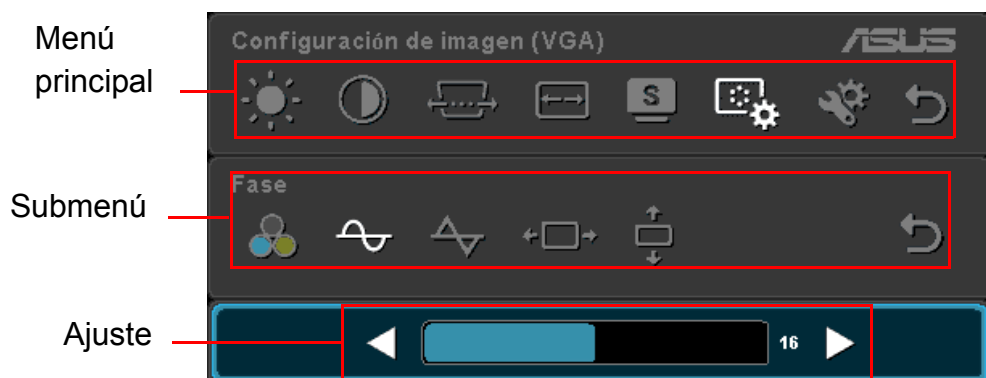 Menú
principal
Configuración de imagen (VGA)
ASUS
S
Submenú
Fase
Ajuste
16